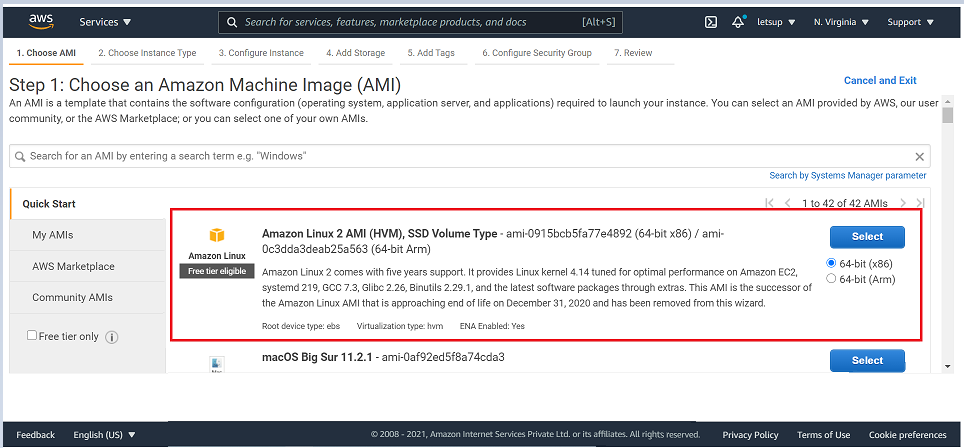 aws Services Search for services, features, marketplace products, and docs [Alt+S] letsup N. Virginia Support
1. Choose AMI 2. Choose Instance Type 3. Configure Instance 4. Add Storage 5. Add Tags 6. Configure Security Group 7. Review
Step 1: Choose an Amazon Machine Image (AMI)
Cancel and Exit
An AMI is a template that contains the software configuration (operating system, application server, and applications) required to launch your instance. You can select an AMI provided by AWS, our user
community, or the AWS Marketplace; or you can select one of your own AMIs.
Search for an AMI by entering a search term e.g. "Windows"
Search by Systems Manager parameter
Quick Start
My AMIs
AWS Marketplace
Community AMIs
Free tier only
1 to 42 of 42 AMIs
Amazon Linux
Free tier eligible
Amazon Linux 2 AMI (HVM), SSD Volume Type - ami-0915bcb5fa77e4892 (64-bit x86) / ami-
0c3dda3deab25a563 (64-bit Arm)
Amazon Linux 2 comes with five years support. It provides Linux kernel 4.14 tuned for optimal performance on Amazon EC2,
systemd 219, GCC 7.3, Glibc 2.26, Binutils 2.29.1, and the latest software packages through extras. This AMI is the successor of
the Amazon Linux AMI that is approaching end of life on December 31, 2020 and has been removed from this wizard.
Root device type: ebs Virtualization type: hvm ENA Enabled: Yes
Select
64-bit (x86)
64-bit (Arm)
Mac
macOS Big Sur 11.2.1 - ami-0af92ed5f8a74cda3
Select
Feedback English (US) © 2008 - 2021, Amazon Internet Services Private Ltd. or its affiliates. All rights reserved. Privacy Policy Terms of Use Cookie preferences